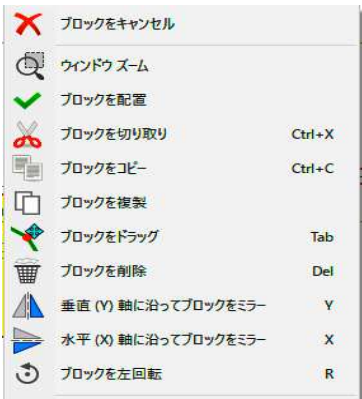 ブロックをキャンセル
ウィンドウ ズーム
ブロックを配置
ブロックを切り取り Ctrl+X
ブロックをコピー Ctrl+C
ブロックを複製
ブロックをドラッグ Tab
ブロックを削除 Del
垂直 (Y) 軸に沿ってブロックをミラー Y
水平 (X) 軸に沿ってブロックをミラー X
ブロックを左回転 R